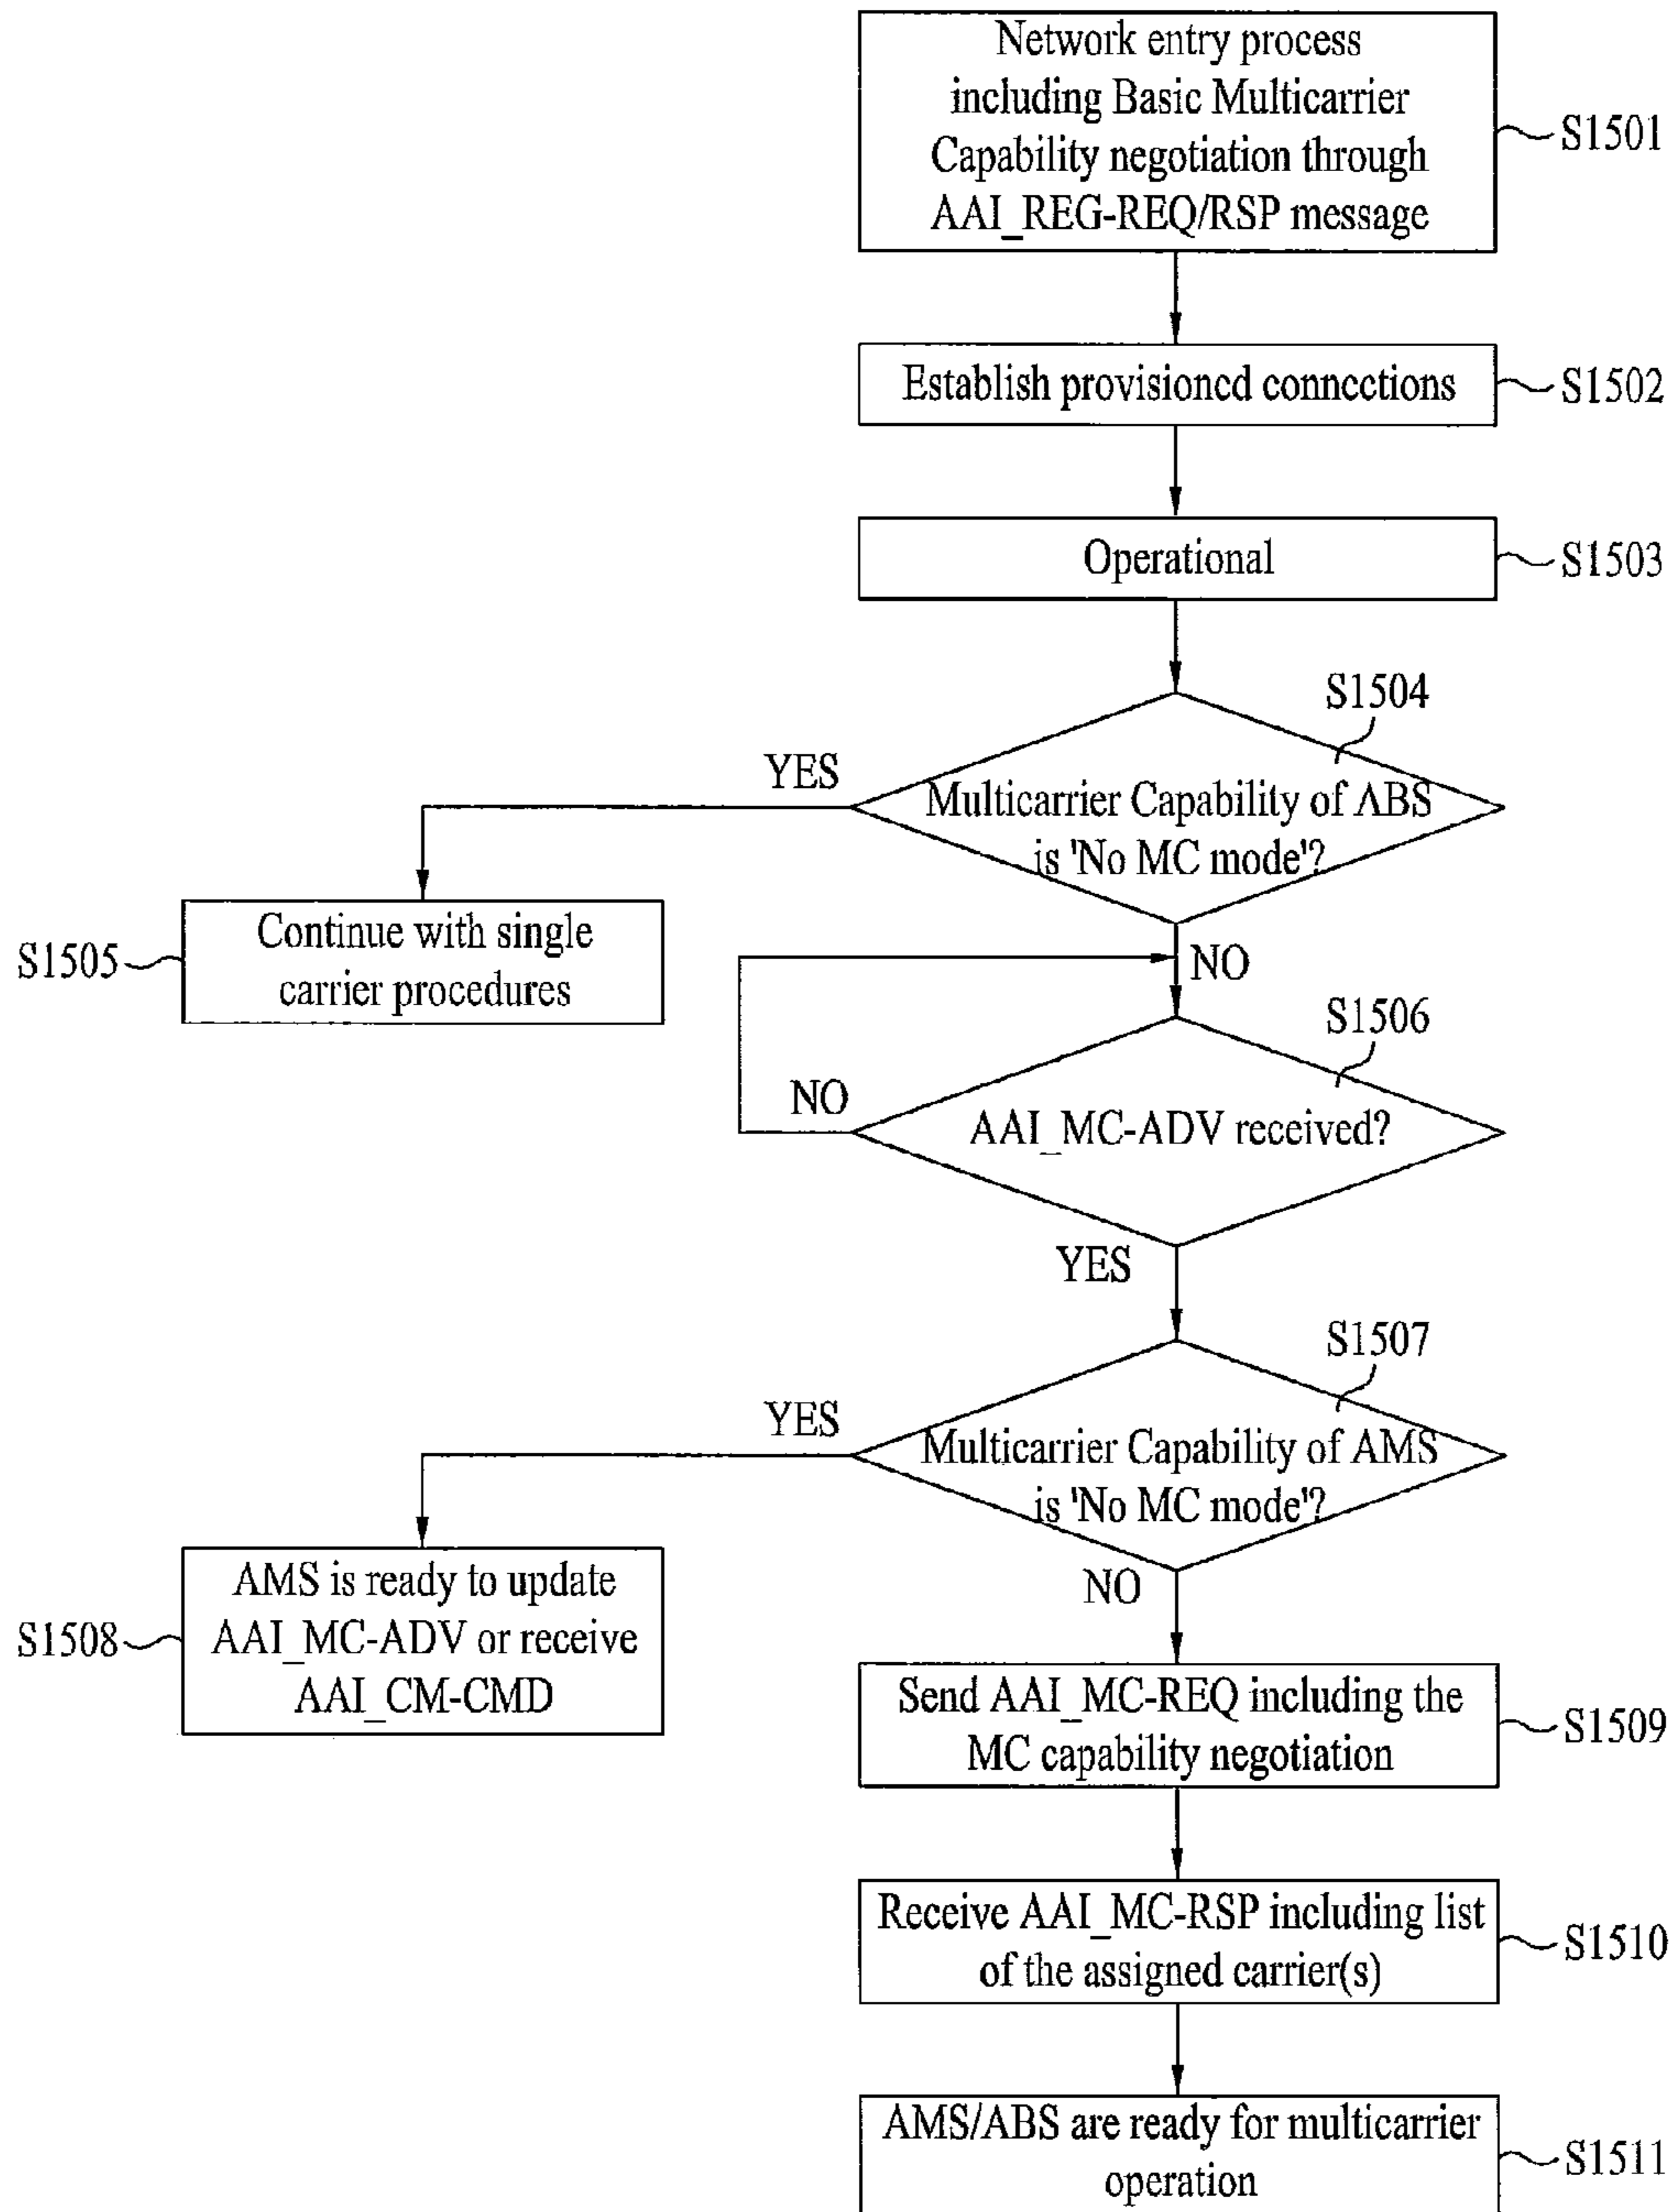 Network entry process
including Basic Multicarrier
Capability negotiation through
AAI_REG-REQ/RSP message
S1501
Establish provisioned connections
S1502
Operational
S1503
S1504
YES
Multicarrier Capability of ABS
is 'No MC mode'?
S1505
Continue with single
carrier procedures
NO
S1506
NO
AAI_MC-ADV received?
YES
S1507
YES
Multicarrier Capability of AMS
is 'No MC mode'?
NO
S1508
AMS is ready to update
AAI_MC-ADV or receive
AAI_CM-CMD
Send AAI_MC-REQ including the
MC capability negotiation
S1509
Receive AAI_MC-RSP including list
of the assigned carrier(s)
S1510
AMS/ABS are ready for multicarrier
operation
S1511